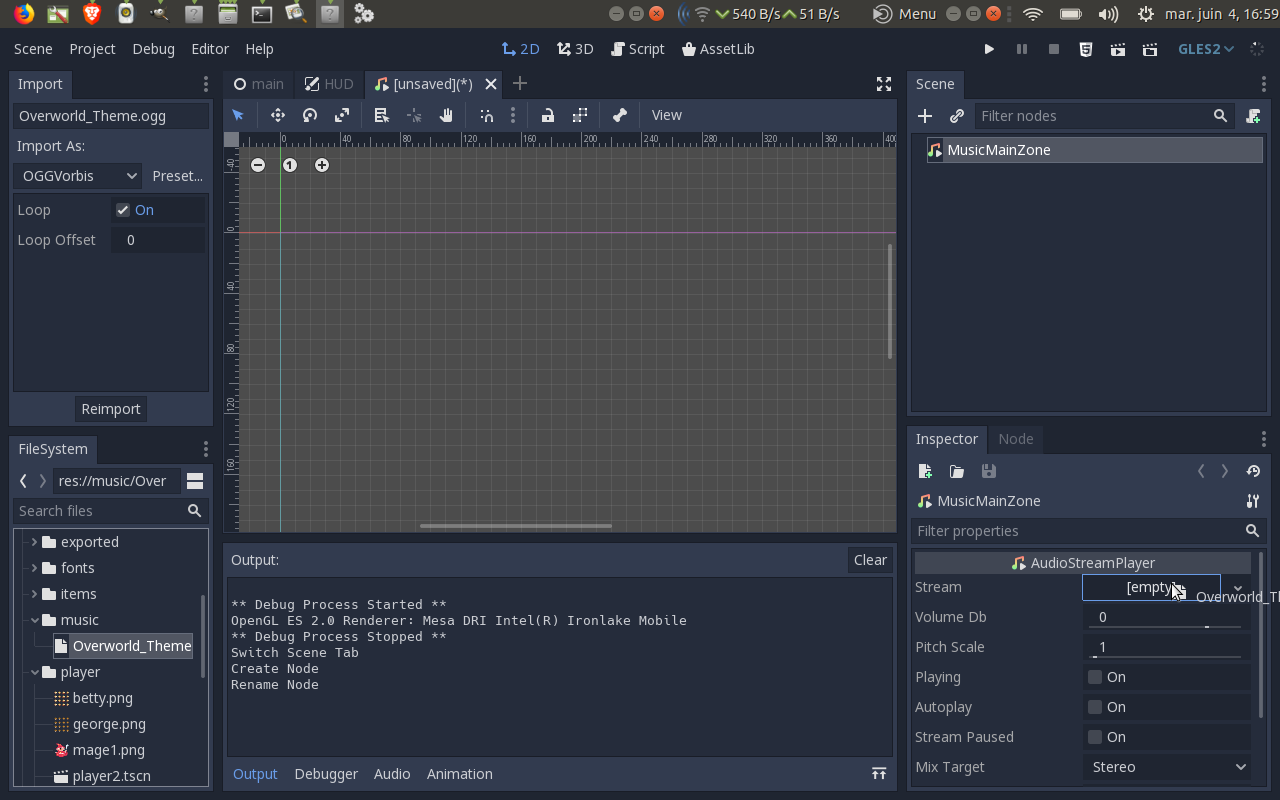 540 B/s 51 B/s Menu mar. juin 4, 16:59
Scene Project Debug Editor Help 2D 3D Script AssetLib GLES2
Import
Overworld_Theme.ogg
Import As:
OGGVorbis Preset...
Loop On
Loop Offset 0
Reimport
FileSystem
res://music/Over
Search files
exported
fonts
items
music
Overworld_Theme
player
betty.png
george.png
mage1.png
player2.tscn
main HUD [unsaved](*)
View
0 40 80 120 160 200 240 280 320 360 400
-40
0
40
80
120
160
1
Output: Clear
** Debug Process Started **
OpenGL ES 2.0 Renderer: Mesa DRI Intel(R) Ironlake Mobile
** Debug Process Stopped **
Switch Scene Tab
Create Node
Rename Node
Output Debugger Audio Animation
Scene
Filter nodes
MusicMainZone
Inspector Node
MusicMainZone
Filter properties
AudioStreamPlayer
Stream [empty] Overworld_Tl
Volume Db 0
Pitch Scale 1
Playing On
Autoplay On
Stream Paused On
Mix Target Stereo